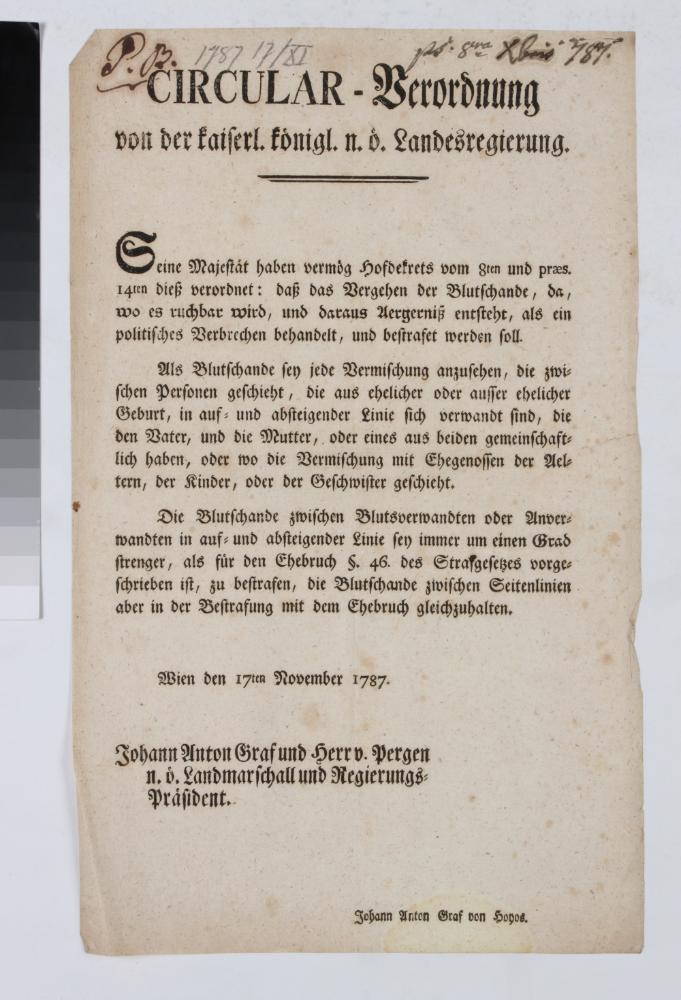 P. B. 1787 17/XI
CIRCULAR - Verordnung
von der kaiserl. königl. n. ö. Landesregierung.
Seine Majestät haben vermög Hofdekrets vom 8ten und præs.
14ten dieß verordnet: daß das Vergehen der Blutschande, da,
wo es ruchbar wird, und daraus Aergerniß entsteht, als ein
politisches Verbrechen behandelt, und bestrafet werden soll.
Als Blutschande sey jede Vermischung anzusehen, die zwi-
schen Personen geschieht, die aus ehelicher oder ausser ehelicher
Geburt, in auf- und absteigender Linie sich verwandt sind, die
den Vater, und die Mutter, oder eines aus beiden gemeinschaft-
lich haben, oder wo die Vermischung mit Ehegenossen der Ael-
tern, der Kinder, oder der Geschwister geschieht.
Die Blutschande zwischen Blutsverwandten oder Anver-
wandten in auf- und absteigender Linie sey immer um einen Grad
strenger, als für den Ehebruch §. 46. des Strafgesetzes vorge-
schrieben ist, zu bestrafen, die Blutschande zwischen Seitenlinien
aber in der Bestrafung mit dem Ehebruch gleichzuhalten.
Wien den 17ten November 1787.
Johann Anton Graf und Herr v. Pergen
n. ö. Landmarschall und Regierungs-
Präsident.
Johann Anton Graf von Hoyos.